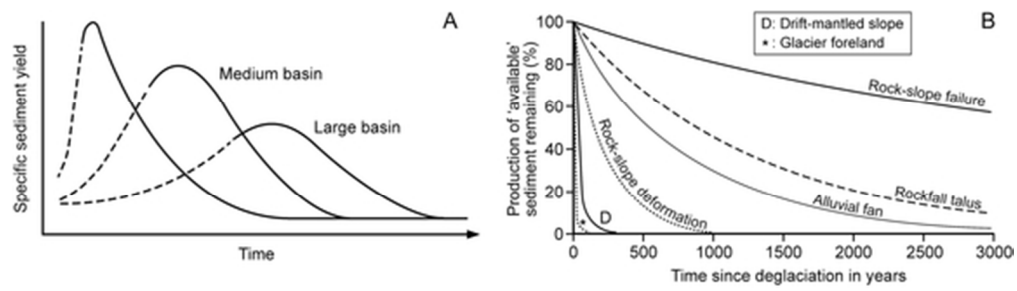 A
Specific sediment yield
Medium basin
Large basin
Time
B
D: Drift-mantled slope
* : Glacier foreland
Production of 'available'
sediment remaining (%)
100
80
60
40
20
0
Rock-slope failure
Rock-slope deformation
Rockfall talus
Alluvial fan
* D
0 500 1000 1500 2000 2500 3000
Time since deglaciation in years